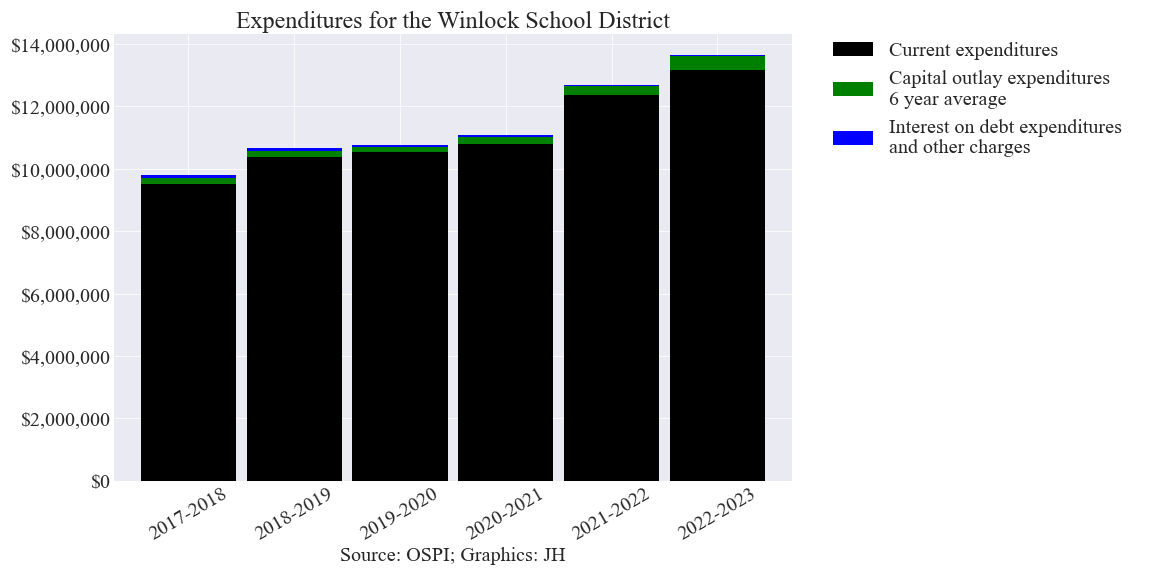 Expenditures for the Winlock School District
$14,000,000
$12,000,000
$10,000,000
$8,000,000
$6,000,000
$4,000,000
$2,000,000
$0
2017-2018
2018-2019
2019-2020
2020-2021
2021-2022
2022-2023
Source: OSPI; Graphics: JH
Current expenditures
Capital outlay expenditures
6 year average
Interest on debt expenditures
and other charges